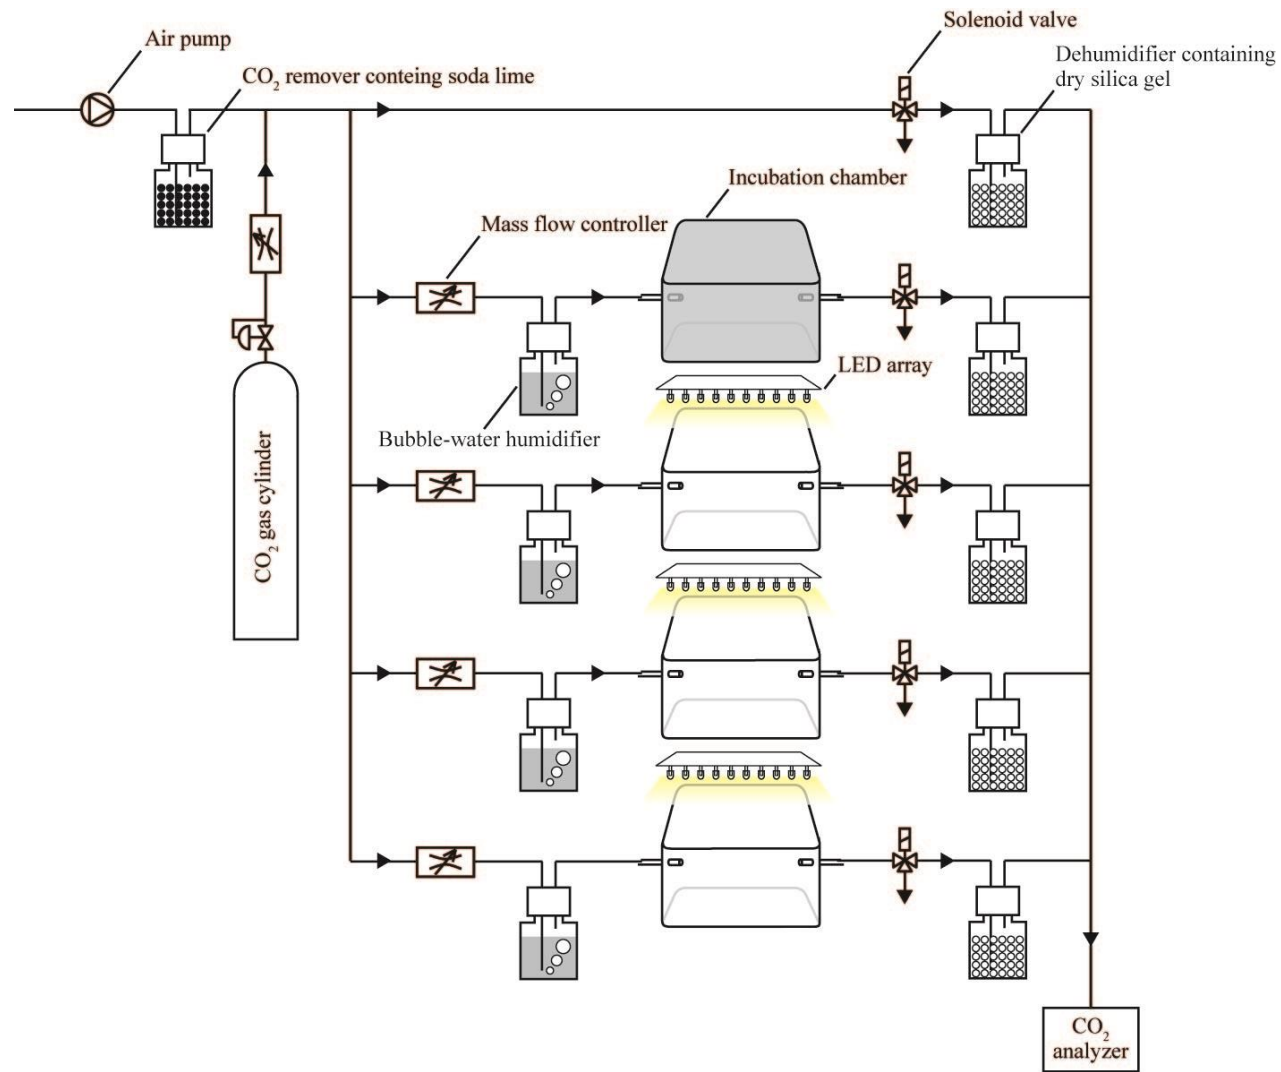 Solenoid valve
Air pump
Dehumidifier containing
dry silica gel
CO₂ remover conteing soda lime
Incubation chamber
Mass flow controller
LED array
Bubble-water humidifier
CO₂ gas cylinder
CO₂
analyzer